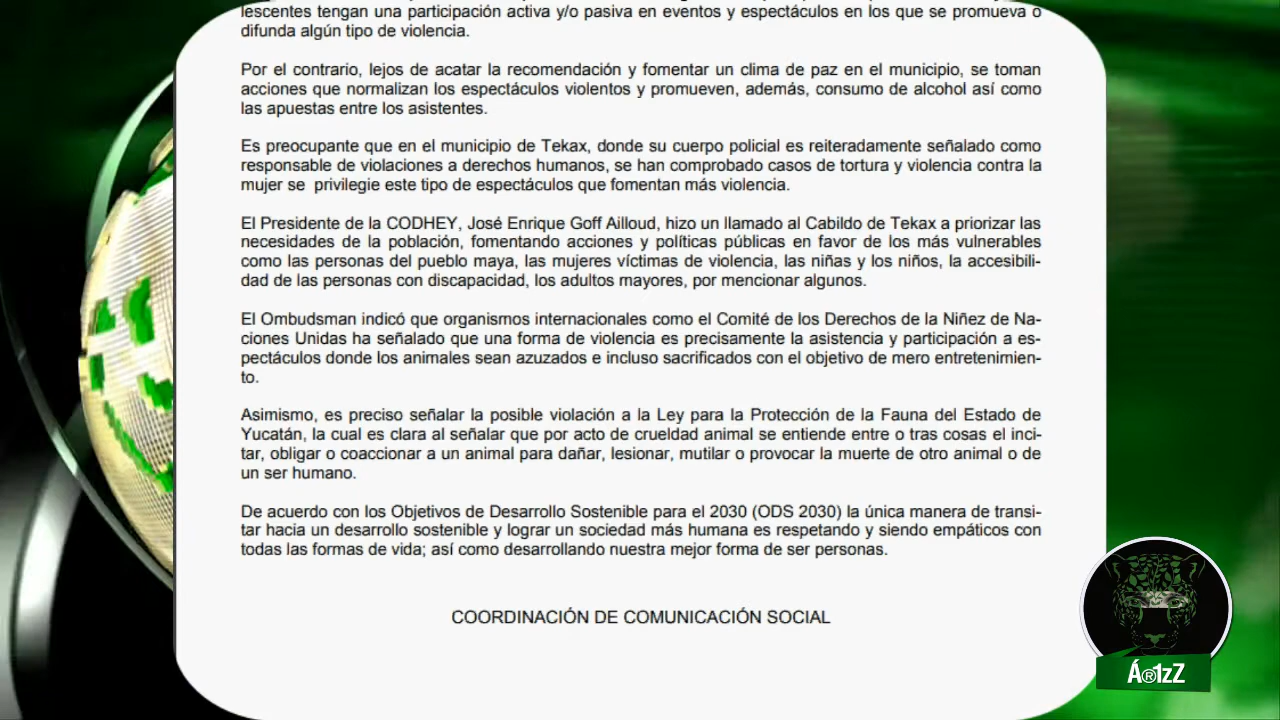 lescentes tengan una participación activa y/o pasiva en eventos y espectáculos en los que se promueva o
difunda algún tipo de violencia.
Por el contrario, lejos de acatar la recomendación y fomentar un clima de paz en el municipio, se toman
acciones que normalizan los espectáculos violentos y promueven, además, consumo de alcohol así como
las apuestas entre los asistentes.
Es preocupante que en el municipio de Tekax, donde su cuerpo policial es reiteradamente señalado como
responsable de violaciones a derechos humanos, se han comprobado casos de tortura y violencia contra la
mujer se  privilegie este tipo de espectáculos que fomentan más violencia.
El Presidente de la CODHEY, José Enrique Goff Ailloud, hizo un llamado al Cabildo de Tekax a priorizar las
necesidades de la población, fomentando acciones y políticas públicas en favor de los más vulnerables
como las personas del pueblo maya, las mujeres víctimas de violencia, las niñas y los niños, la accesibili-
dad de las personas con discapacidad, los adultos mayores, por mencionar algunos.
El Ombudsman indicó que organismos internacionales como el Comité de los Derechos de la Niñez de Na-
ciones Unidas ha señalado que una forma de violencia es precisamente la asistencia y participación a es-
pectáculos donde los animales sean azuzados e incluso sacrificados con el objetivo de mero entretenimien-
to.
Asimismo, es preciso señalar la posible violación a la Ley para la Protección de la Fauna del Estado de
Yucatán, la cual es clara al señalar que por acto de crueldad animal se entiende entre o tras cosas el inci-
tar, obligar o coaccionar a un animal para dañar, lesionar, mutilar o provocar la muerte de otro animal o de
un ser humano.
De acuerdo con los Objetivos de Desarrollo Sostenible para el 2030 (ODS 2030) la única manera de transi-
tar hacia un desarrollo sostenible y lograr un sociedad más humana es respetando y siendo empáticos con
todas las formas de vida; así como desarrollando nuestra mejor forma de ser personas.
COORDINACIÓN DE COMUNICACIÓN SOCIAL
Á®1zZ